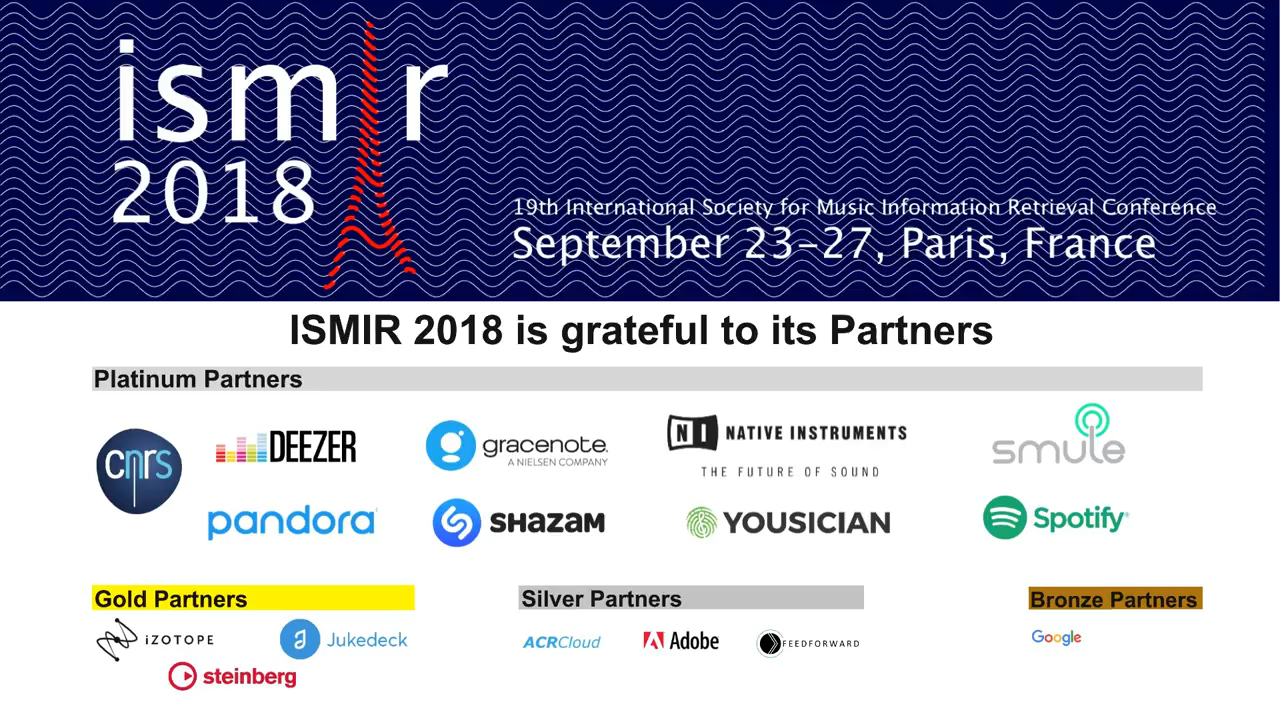 ismir
2018
19th International Society for Music Information Retrieval Conference
September 23-27, Paris, France
ISMIR 2018 is grateful to its Partners
Platinum Partners
cnrs
DEEZER
gracenote.
A NIELSEN COMPANY
NI NATIVE INSTRUMENTS
THE FUTURE OF SOUND
smule
pandora
SHAZAM
YOUSICIAN
Spotify
Gold Partners
iZOTOPE
Jukedeck
steinberg
Silver Partners
ACRCloud
Adobe
FEEDFORWARD
Bronze Partners
Google